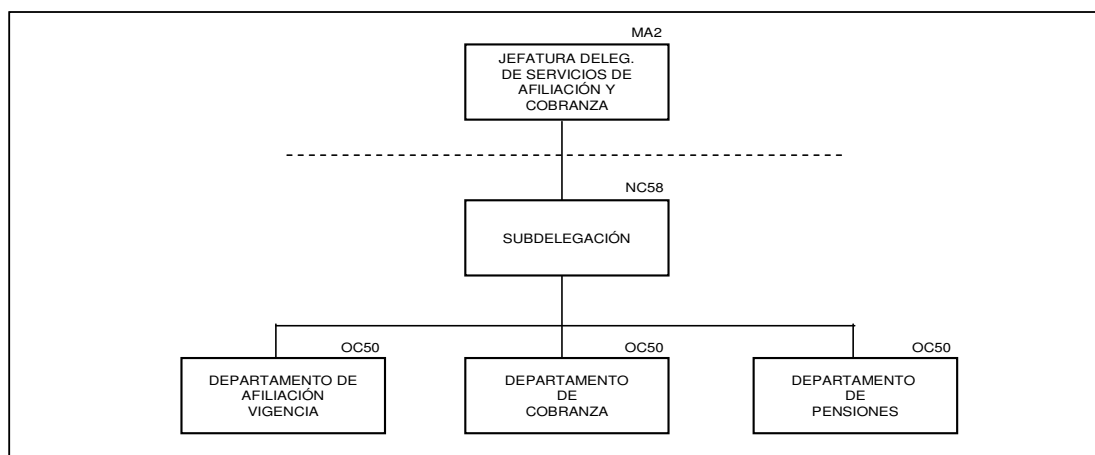 MA2
JEFATURA DELEG.
DE SERVICIOS DE
AFILIACIÓN Y
COBRANZA
NC58
SUBDELEGACIÓN
OC50
DEPARTAMENTO DE
AFILIACIÓN
VIGENCIA
OC50
DEPARTAMENTO
DE
COBRANZA
OC50
DEPARTAMENTO
DE
PENSIONES